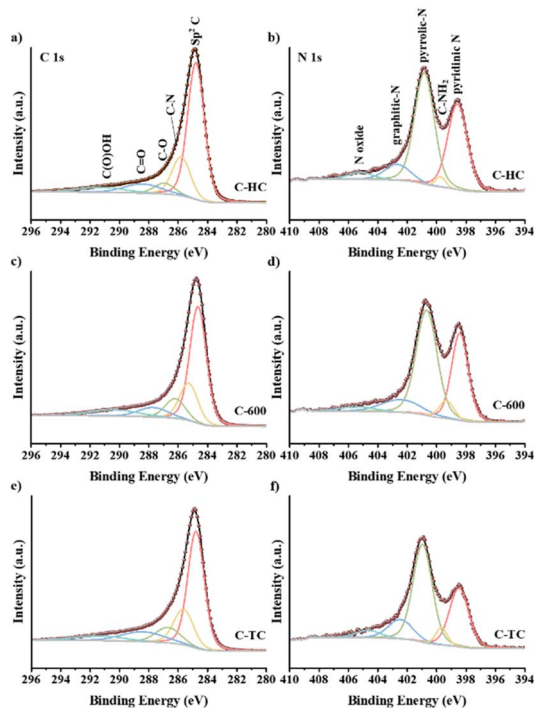 a) C 1s
Sp² C
C-N
C-O
C=O
C(O)OH
C-HC
Intensity (a.u.)
296 294 292 290 288 286 284 282 280
Binding Energy (eV)
b) N 1s
pyrrolic-N
pyridinic N
C-NH₂
graphitic-N
N oxide
C-HC
Intensity (a.u.)
410 408 406 404 402 400 398 396
Binding Energy (eV)
c)
C-600
Intensity (a.u.)
296 294 292 290 288 286 284 282 280
Binding Energy (eV)
d)
C-600
Intensity (a.u.)
410 408 406 404 402 400 398 396
Binding Energy (eV)
e)
C-TC
Intensity (a.u.)
296 294 292 290 288 286 284 282 280
Binding Energy (eV)
f)
C-TC
Intensity (a.u.)
410 408 406 404 402 400 398 396
Binding Energy (eV)